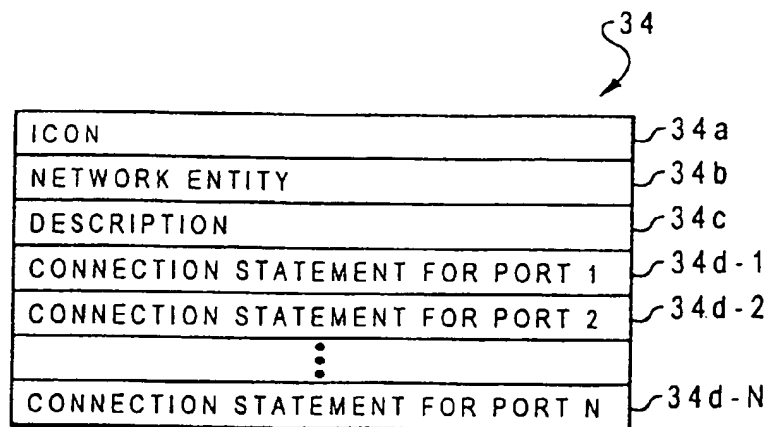 34
ICON 34a
NETWORK ENTITY 34b
DESCRIPTION 34c
CONNECTION STATEMENT FOR PORT 1 34d-1
CONNECTION STATEMENT FOR PORT 2 34d-2
CONNECTION STATEMENT FOR PORT N 34d-N